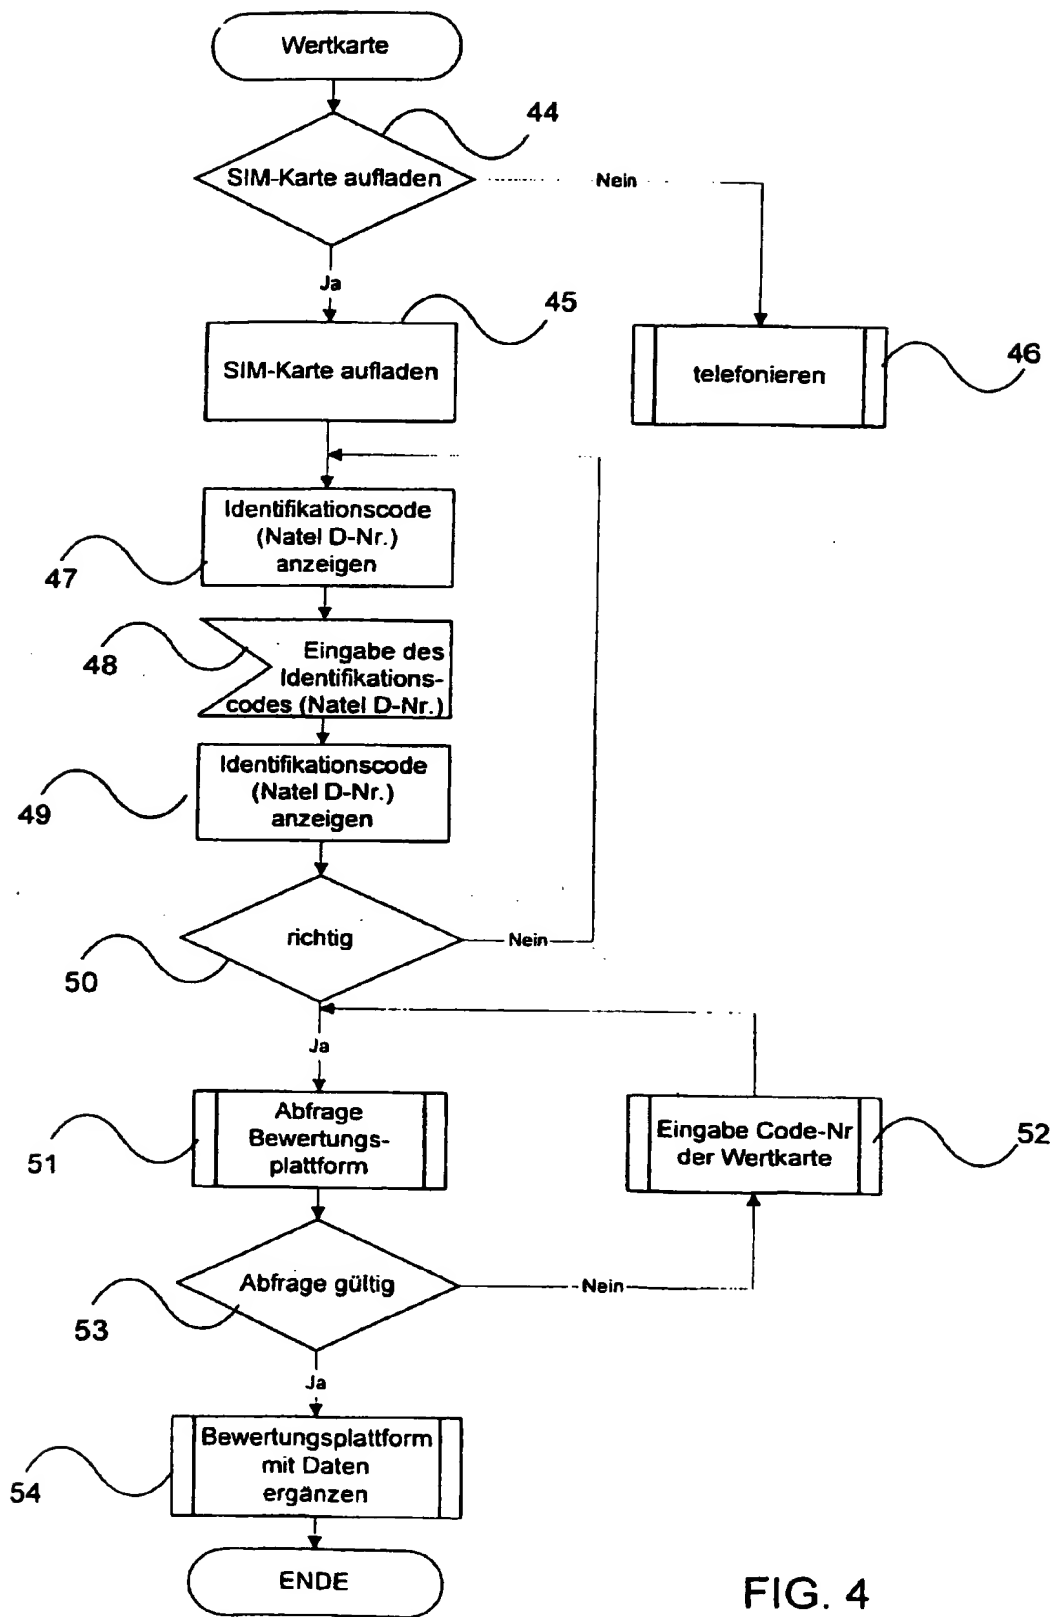 Wertkarte
44
SIM-Karte aufladen
Nein
Ja
45
SIM-Karte aufladen
telefonieren
46
Identifikationscode
(Natel D-Nr.)
anzeigen
47
Eingabe des
Identifikations-
codes (Natel D-Nr.)
48
Identifikationscode
(Natel D-Nr.)
anzeigen
49
richtig
Nein
50
Ja
Abfrage
Bewertungs-
plattform
51
Eingabe Code-Nr
der Wertkarte
52
Abfrage gültig
Nein
53
Ja
Bewertungsplattform
mit Daten
ergänzen
54
ENDE
FIG. 4